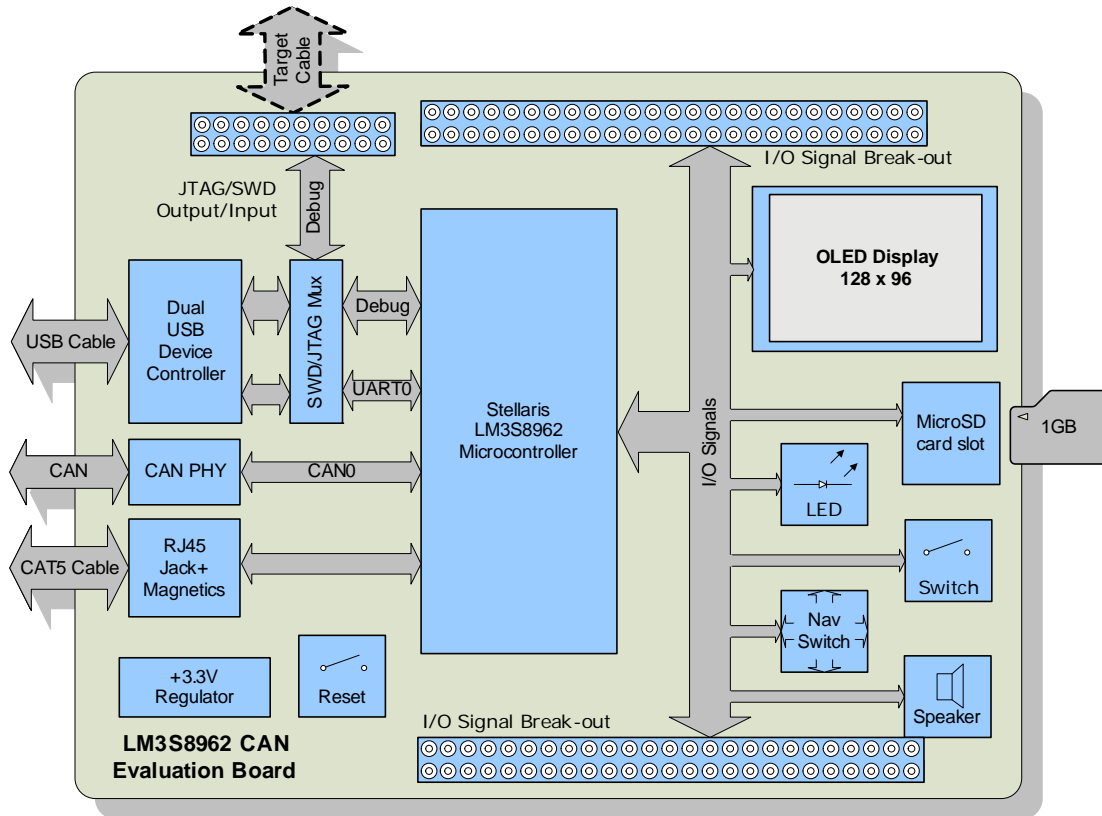 Target
Cable
I/O Signal Break-out
JTAG/SWD
Output/Input
Debug
OLED Display
128 x 96
Dual
USB
Device
Controller
SWD/JTAG Mux
Debug
USB Cable
UART0
Stellaris
LM3S8962
Microcontroller
I/O Signals
MicroSD
card slot
1GB
CAN
CAN PHY
CAN0
LED
CAT5 Cable
RJ45
Jack+
Magnetics
Switch
Nav
Switch
+3.3V
Regulator
Reset
Speaker
I/O Signal Break-out
LM3S8962 CAN
Evaluation Board